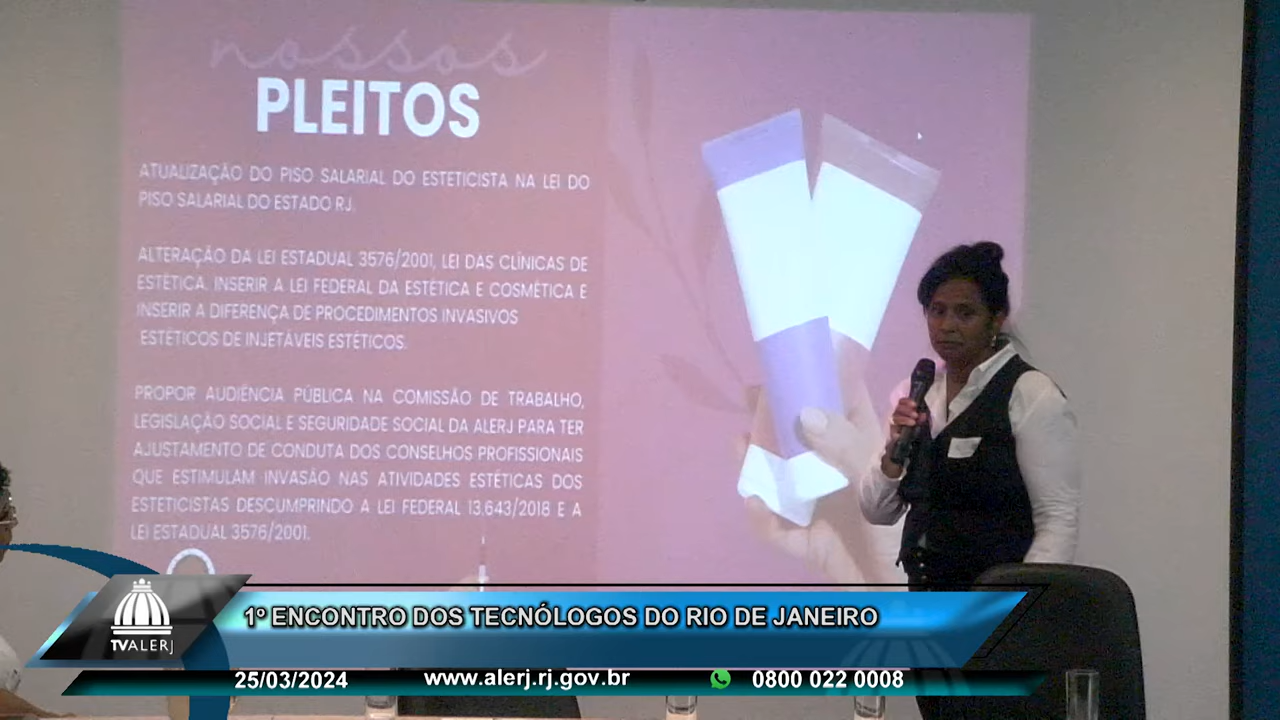 nossos
PLEITOS
ATUALIZAÇÃO DO PISO SALARIAL DO ESTETICISTA NA LEI DO
PISO SALARIAL DO ESTADO RJ.
ALTERAÇÃO DA LEI ESTADUAL 3576/2001, LEI DAS CLÍNICAS DE
ESTÉTICA. INSERIR A LEI FEDERAL DA ESTÉTICA E COSMÉTICA E
INSERIR A DIFERENÇA DE PROCEDIMENTOS INVASIVOS
ESTÉTICOS DE INJETÁVEIS ESTÉTICOS.
PROPOR AUDIÊNCIA PÚBLICA NA COMISSÃO DE TRABALHO,
LEGISLAÇÃO SOCIAL E SEGURIDADE SOCIAL DA ALERJ PARA TER
AJUSTAMENTO DE CONDUTA DOS CONSELHOS PROFISSIONAIS
QUE ESTIMULAM INVASÃO NAS ATIVIDADES ESTÉTICAS DOS
ESTETICISTAS DESCUMPRINDO A LEI FEDERAL 13.643/2018 E A
LEI ESTADUAL 3576/2001.
1º ENCONTRO DOS TECNÓLOGOS DO RIO DE JANEIRO
TVALERJ
25/03/2024 www.alerj.rj.gov.br 0800 022 0008